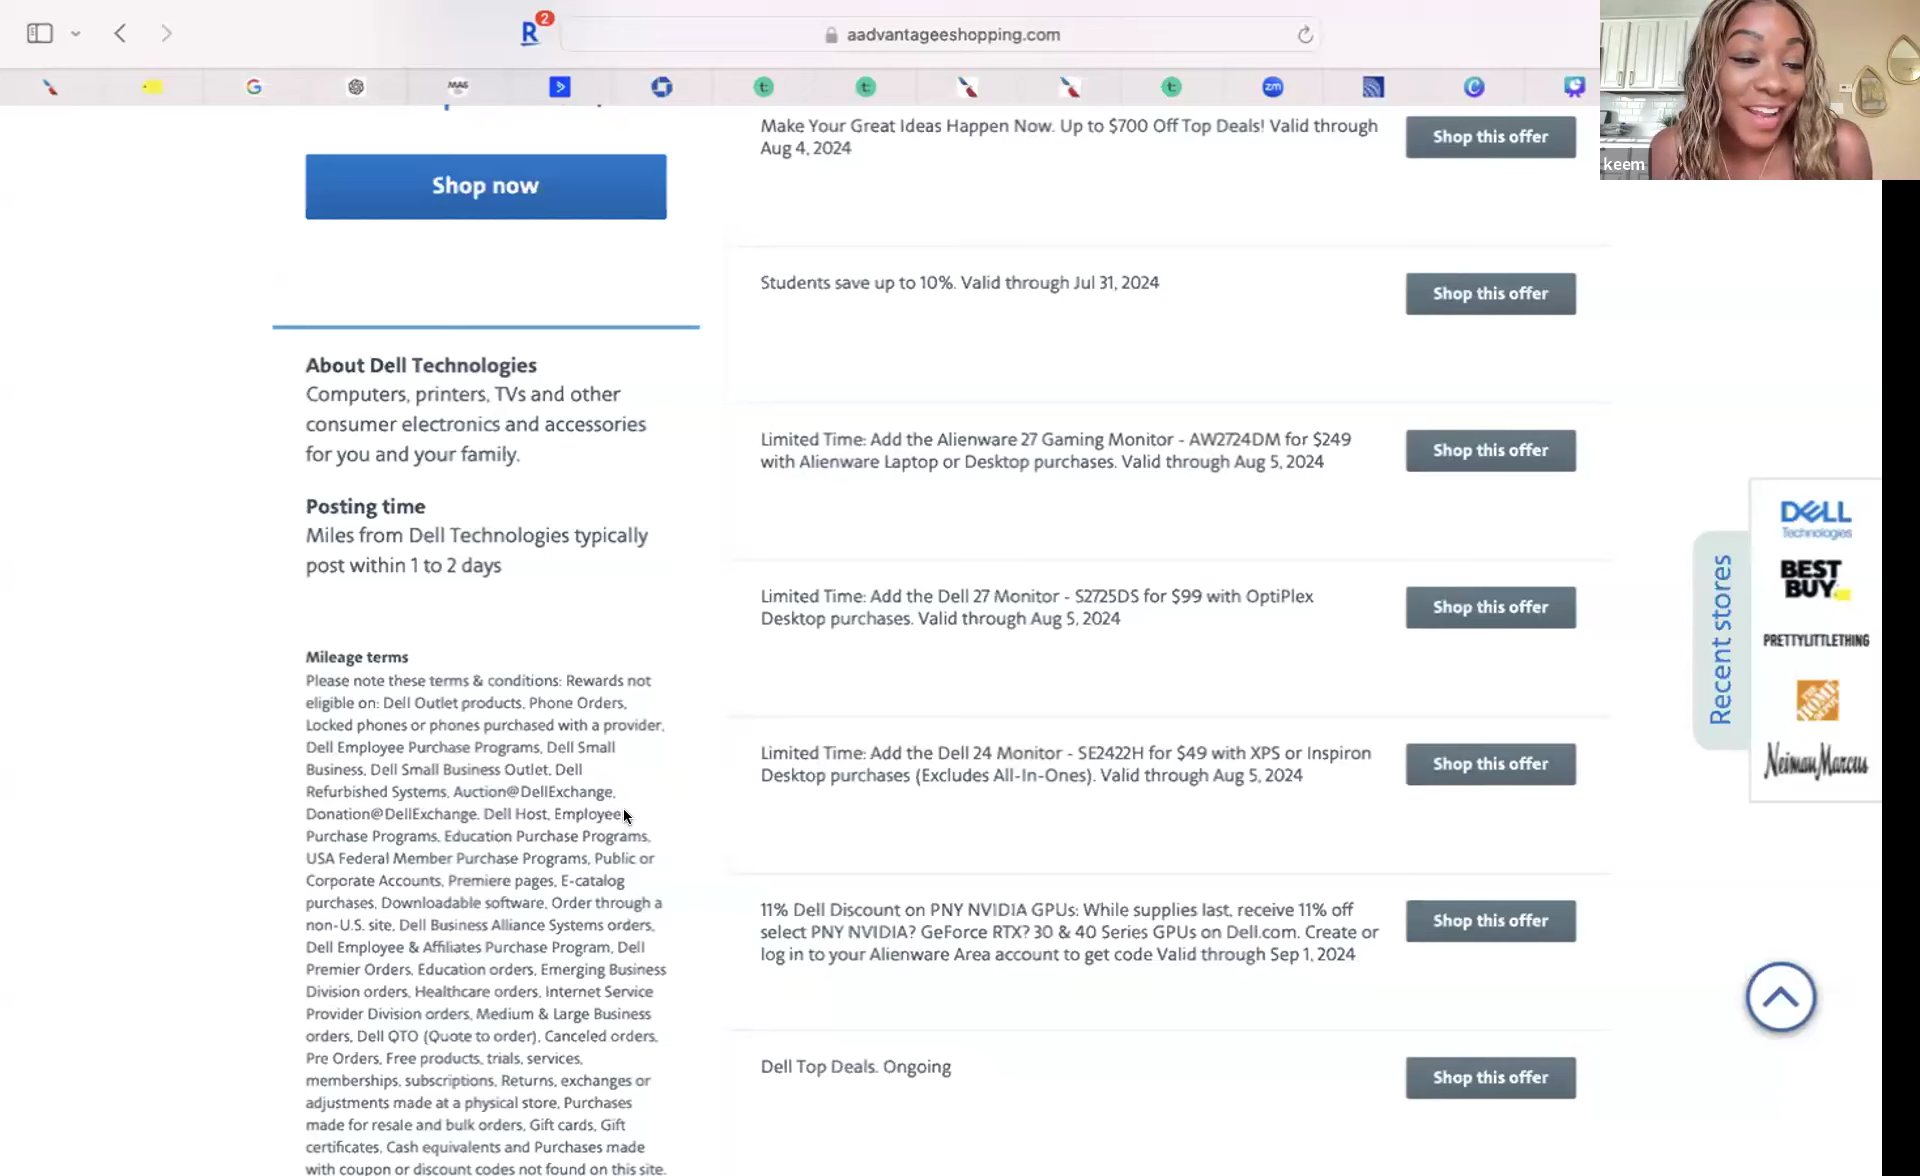 R
2
aadvantageeshopping.com
G
MAG
t
t
t
zm
C
keem
Shop now
About Dell Technologies
Computers, printers, TVs and other
consumer electronics and accessories
for you and your family.
Posting time
Miles from Dell Technologies typically
post within 1 to 2 days
Mileage terms
Please note these terms & conditions: Rewards not
eligible on: Dell Outlet products, Phone Orders,
Locked phones or phones purchased with a provider,
Dell Employee Purchase Programs, Dell Small
Business, Dell Small Business Outlet, Dell
Refurbished Systems, Auction@DellExchange,
Donation@DellExchange. Dell Host, Employee
Purchase Programs, Education Purchase Programs,
USA Federal Member Purchase Programs, Public or
Corporate Accounts, Premiere pages, E-catalog
purchases, Downloadable software, Order through a
non-U.S. site, Dell Business Alliance Systems orders,
Dell Employee & Affiliates Purchase Program, Dell
Premier Orders, Education orders, Emerging Business
Division orders, Healthcare orders, Internet Service
Provider Division orders, Medium & Large Business
orders, Dell QTO (Quote to order), Canceled orders,
Pre Orders, Free products, trials, services,
memberships, subscriptions, Returns, exchanges or
adjustments made at a physical store, Purchases
made for resale and bulk orders, Gift cards, Gift
certificates, Cash equivalents and Purchases made
with coupon or discount codes not found on this site.
Make Your Great Ideas Happen Now. Up to $700 Off Top Deals! Valid through
Aug 4, 2024
Shop this offer
Students save up to 10%. Valid through Jul 31, 2024
Shop this offer
Limited Time: Add the Alienware 27 Gaming Monitor - AW2724DM for $249
with Alienware Laptop or Desktop purchases. Valid through Aug 5, 2024
Shop this offer
Limited Time: Add the Dell 27 Monitor - S2725DS for $99 with OptiPlex
Desktop purchases. Valid through Aug 5, 2024
Shop this offer
Limited Time: Add the Dell 24 Monitor - SE2422H for $49 with XPS or Inspiron
Desktop purchases (Excludes All-In-Ones). Valid through Aug 5, 2024
Shop this offer
11% Dell Discount on PNY NVIDIA GPUs: While supplies last, receive 11% off
select PNY NVIDIA? GeForce RTX? 30 & 40 Series GPUs on Dell.com. Create or
log in to your Alienware Area account to get code Valid through Sep 1, 2024
Shop this offer
Dell Top Deals. Ongoing
Shop this offer
Recent stores
DELL
Technologies
BEST
BUY
PRETTYLITTLETHING
THE HOME DEPOT
Neiman Marcus